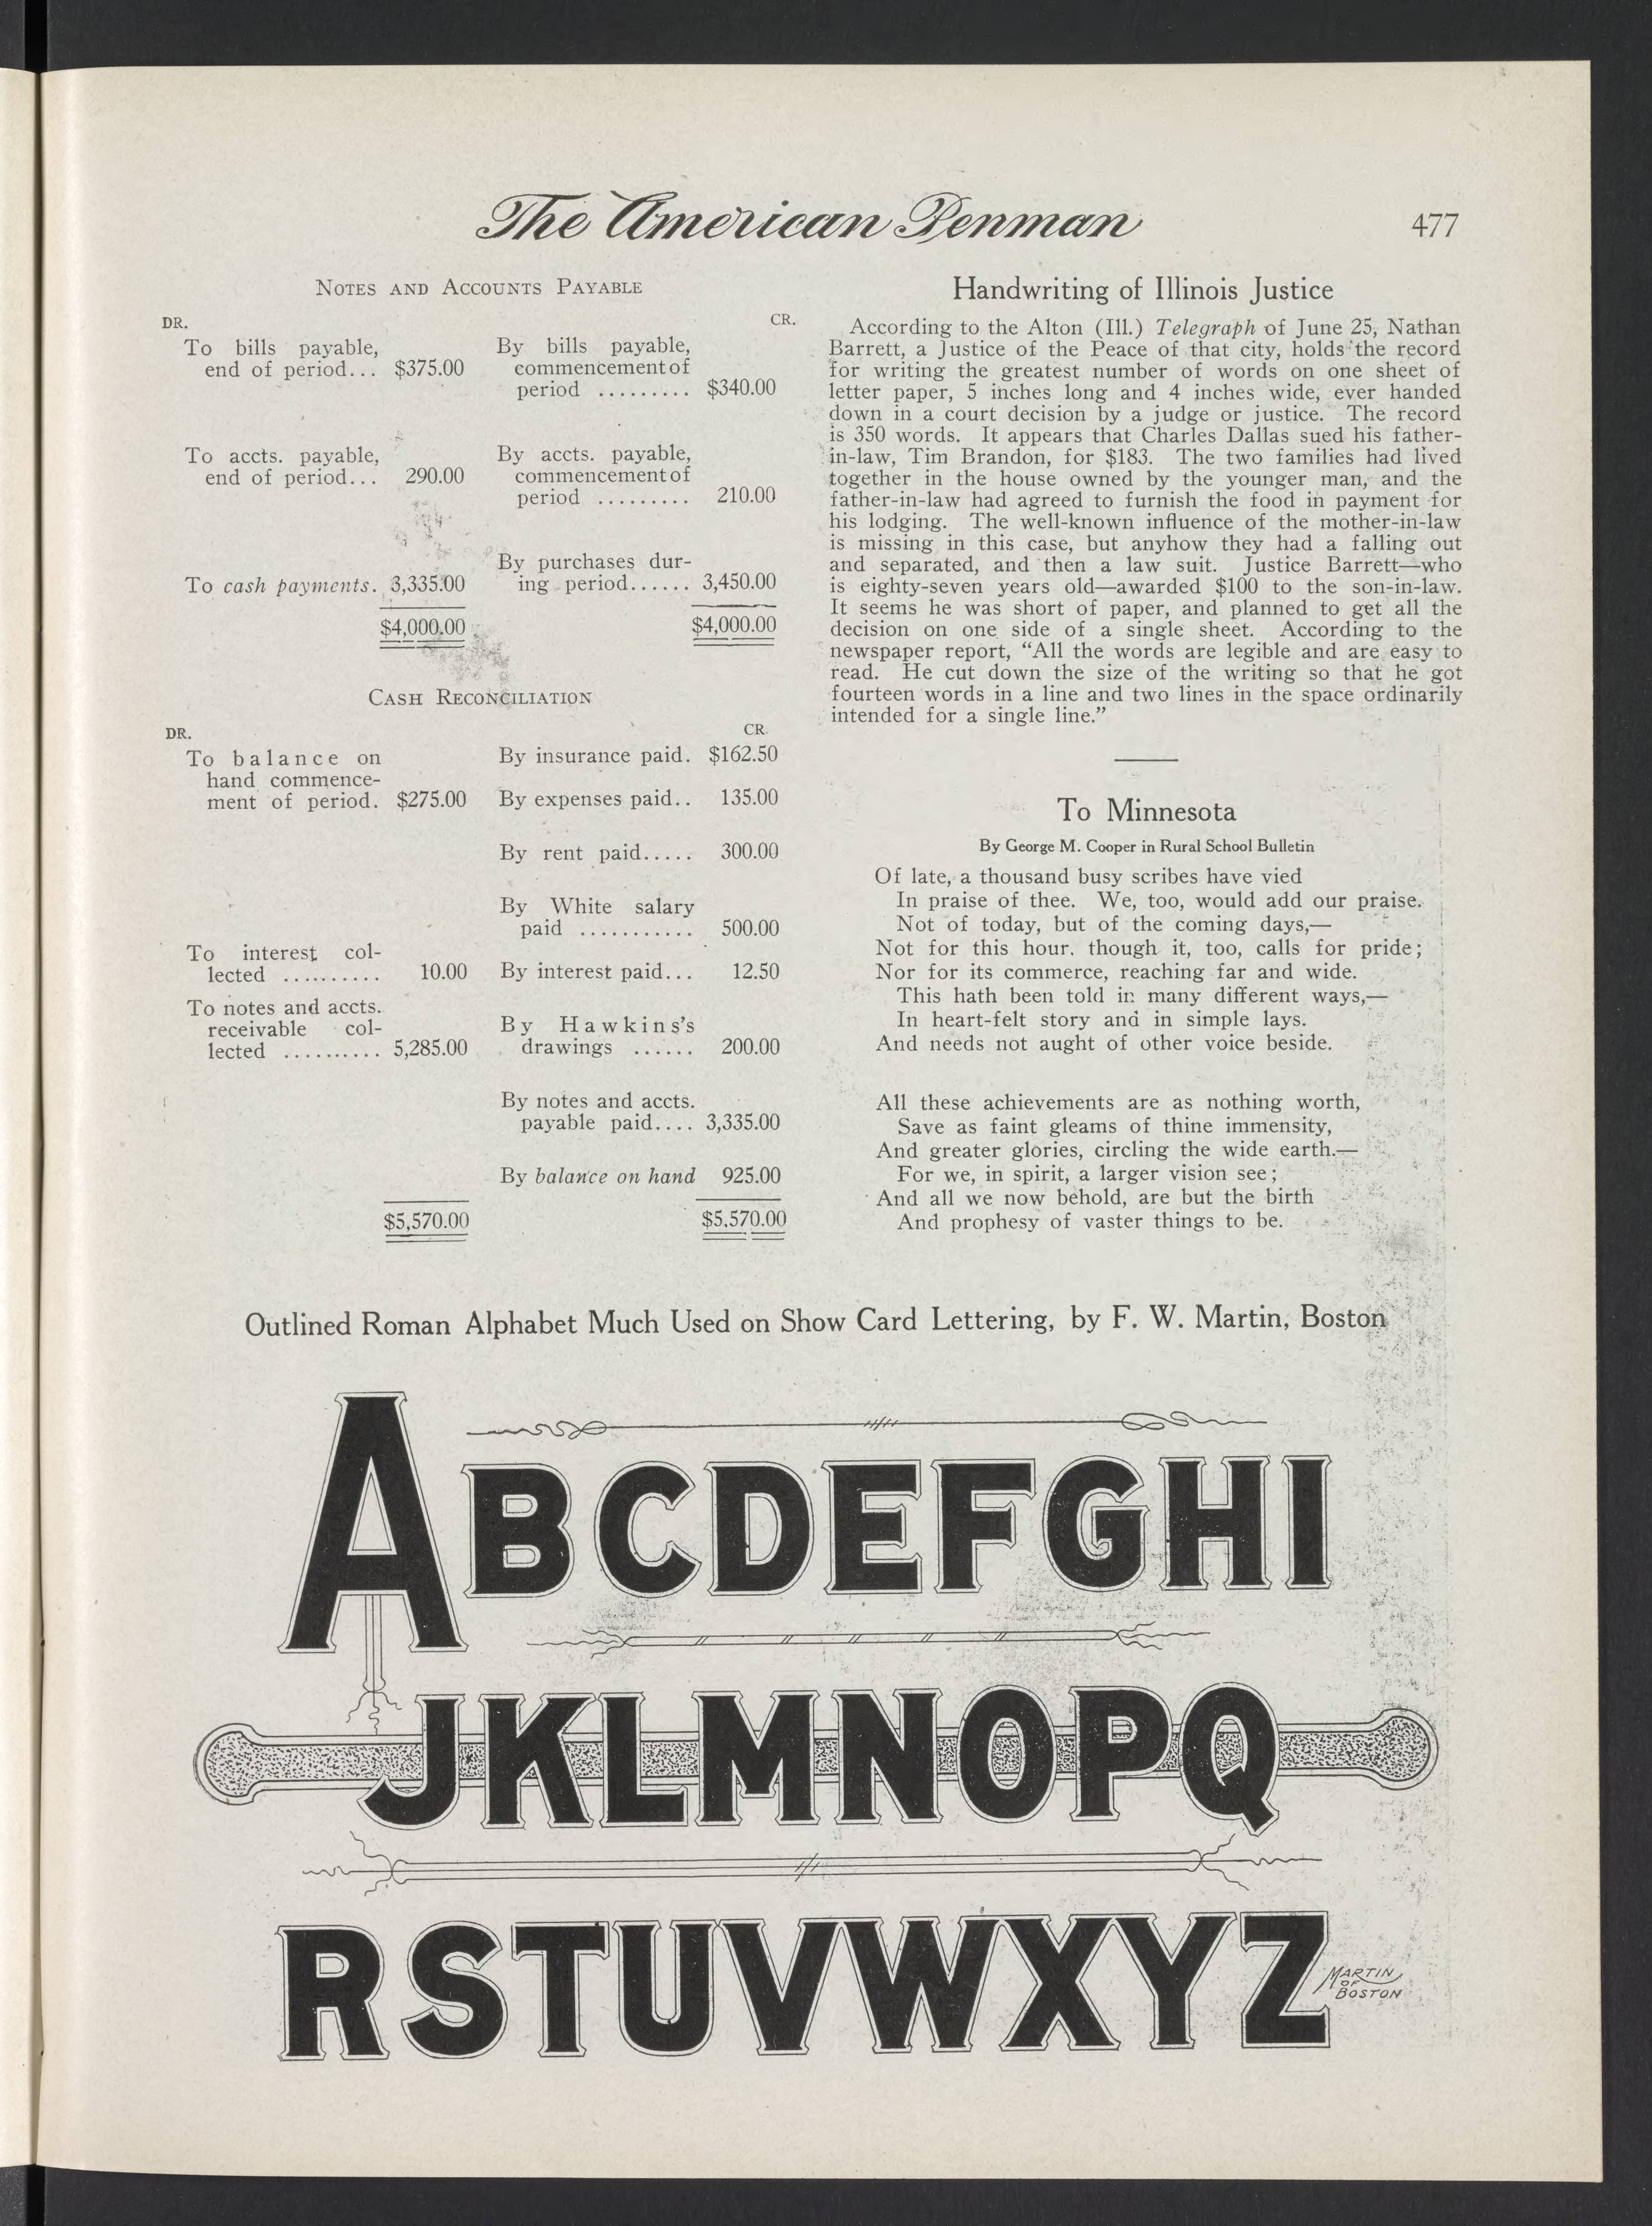 The American Penman
477
NOTES AND ACCOUNTS PAYABLE
DR.
CR.
To bills payable,
end of period... $375.00
By bills payable,
commencement of
period ......... $340.00
To accts. payable,
end of period... 290.00
By accts. payable,
commencement of
period ......... 210.00
To cash payments. 3,335.00
By purchases dur-
ing period...... 3,450.00
$4,000.00
$4,000.00
CASH RECONCILIATION
DR.
CR.
To balance on
hand commence-
ment of period. $275.00
By insurance paid. $162.50
By expenses paid.. 135.00
By rent paid..... 300.00
By White salary
paid ........... 500.00
To interest col-
lected .......... 10.00
By interest paid... 12.50
To notes and accts.
receivable col-
lected .......... 5,285.00
By Hawkins's
drawings ...... 200.00
By notes and accts.
payable paid.... 3,335.00
By balance on hand 925.00
$5,570.00
$5,570.00
Handwriting of Illinois Justice
According to the Alton (Ill.) Telegraph of June 25, Nathan
Barrett, a Justice of the Peace of that city, holds the record
for writing the greatest number of words on one sheet of
letter paper, 5 inches long and 4 inches wide, ever handed
down in a court decision by a judge or justice. The record
is 350 words. It appears that Charles Dallas sued his father-
in-law, Tim Brandon, for $183. The two families had lived
together in the house owned by the younger man, and the
father-in-law had agreed to furnish the food in payment for
his lodging. The well-known influence of the mother-in-law
is missing in this case, but anyhow they had a falling out
and separated, and then a law suit. Justice Barrett—who
is eighty-seven years old—awarded $100 to the son-in-law.
It seems he was short of paper, and planned to get all the
decision on one side of a single sheet. According to the
newspaper report, “All the words are legible and are easy to
read. He cut down the size of the writing so that he got
fourteen words in a line and two lines in the space ordinarily
intended for a single line.”
To Minnesota
By George M. Cooper in Rural School Bulletin
Of late, a thousand busy scribes have vied
In praise of thee. We, too, would add our praise.
Not of today, but of the coming days,—
Not for this hour. though it, too, calls for pride;
Nor for its commerce, reaching far and wide.
This hath been told in many different ways,—
In heart-felt story and in simple lays.
And needs not aught of other voice beside.
All these achievements are as nothing worth,
Save as faint gleams of thine immensity,
And greater glories, circling the wide earth.—
For we, in spirit, a larger vision see;
And all we now behold, are but the birth
And prophesy of vaster things to be.
Outlined Roman Alphabet Much Used on Show Card Lettering, by F. W. Martin, Boston
ABCDEFGHI
JKLMNOPQ
RSTUVWXYZ
MARTIN
OF
BOSTON